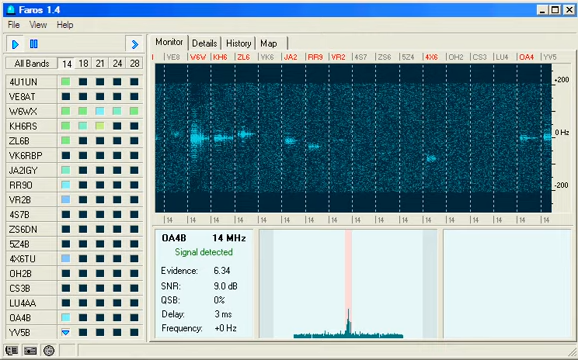 Faros 1.4
File View Help
Monitor Details History Map
All Bands 14 18 21 24 28
VE8 W6W KH6 ZL6 VK6 JA2 RR9 VR2 4S7 ZS6 5Z4 4X6 OH2 CS3 LU4 OA4 YV5
4U1UN
VE8AT
W6WX
KH6RS
ZL6B
VK6RBP
JA2IGY
RR9O
VR2B
4S7B
ZS6DN
5Z4B
4X6TU
OH2B
CS3B
LU4AA
OA4B
YV5B
+200
0 Hz
-200
14 14 14 14 14 14 14 14 14 14 14 14 14 14 14 14 14 14
OA4B 14 MHz
Signal detected
Evidence: 6.34
SNR: 9.0 dB
QSB: 0%
Delay: 3 ms
Frequency: +0 Hz